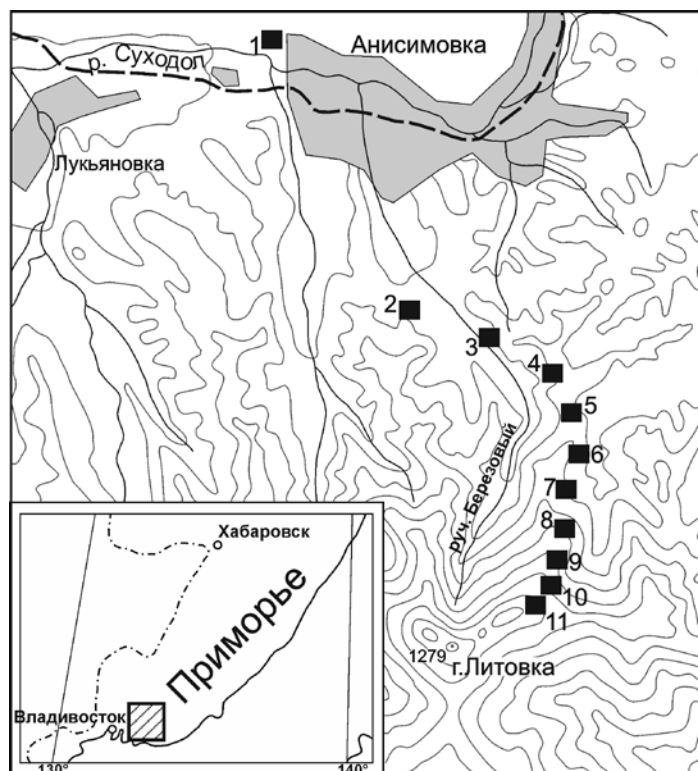 1
р. Суходол
Анисимовка
Лукьяновка
2
3
4
5
6
7
8
9
10
11
руч. Березовый
1279
г.Литовка
Хабаровск
Приморье
Владивосток
130°
140°